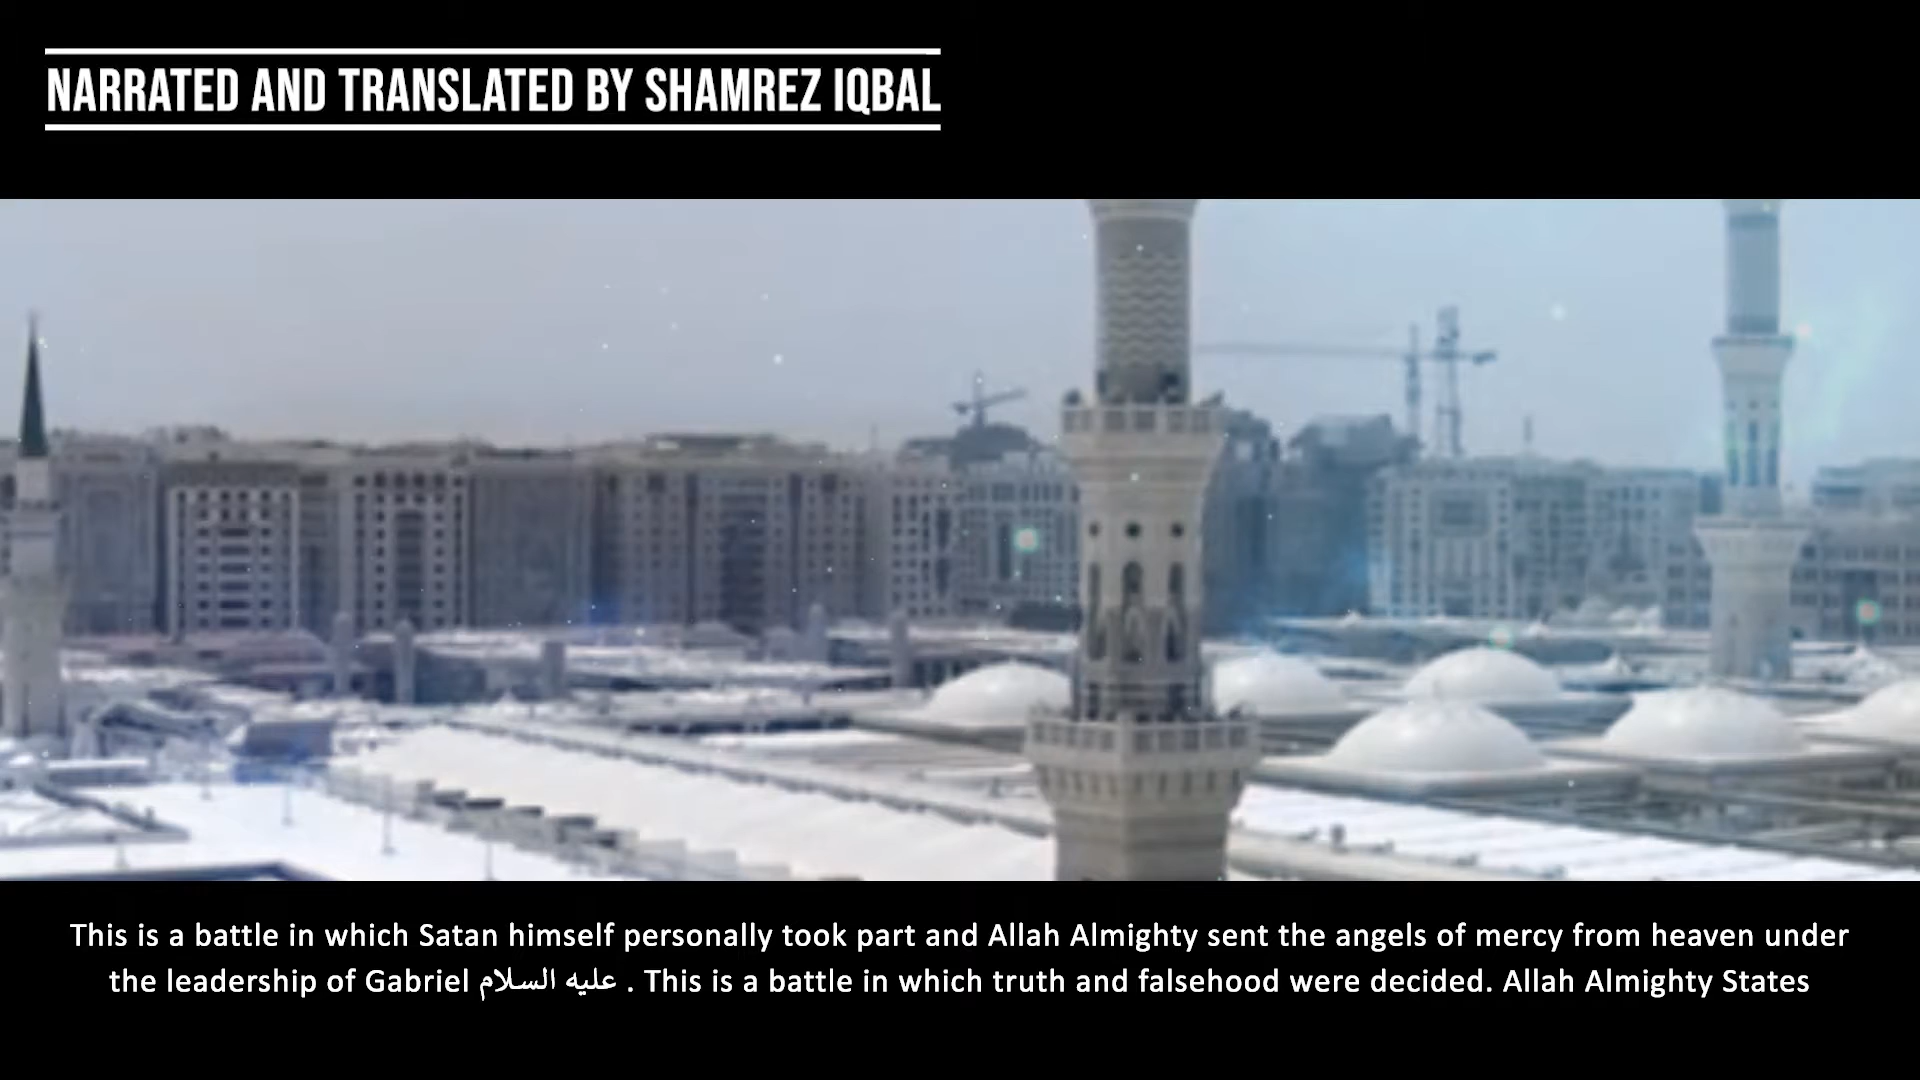 NARRATED AND TRANSLATED BY SHAMREZ IQBAL
This is a battle in which Satan himself personally took part and Allah Almighty sent the angels of mercy from heaven under
the leadership of Gabriel عليه السلام . This is a battle in which truth and falsehood were decided. Allah Almighty States